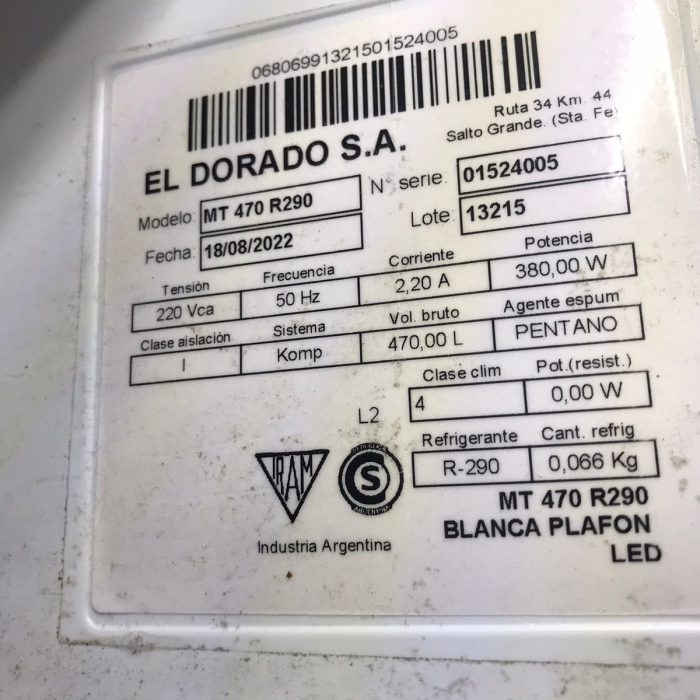 06806991321501524005
Ruta 34 Km. 44
Salto Grande. (Sta. Fe)
EL DORADO S.A.
Modelo: MT 470 R290
N° serie: 01524005
Fecha: 18/08/2022
Lote: 13215
Tensión Frecuencia Corriente Potencia
220 Vca 50 Hz 2,20 A 380,00 W
Clase aislación Sistema Vol. bruto Agente espum
I Komp 470,00 L PENTANO
Clase clim Pot.(resist.)
4 0,00 W
L2
Refrigerante Cant. refrig
R-290 0,066 Kg
IRAM
S
ARGENTINA
Industria Argentina
MT 470 R290
BLANCA PLAFON
LED